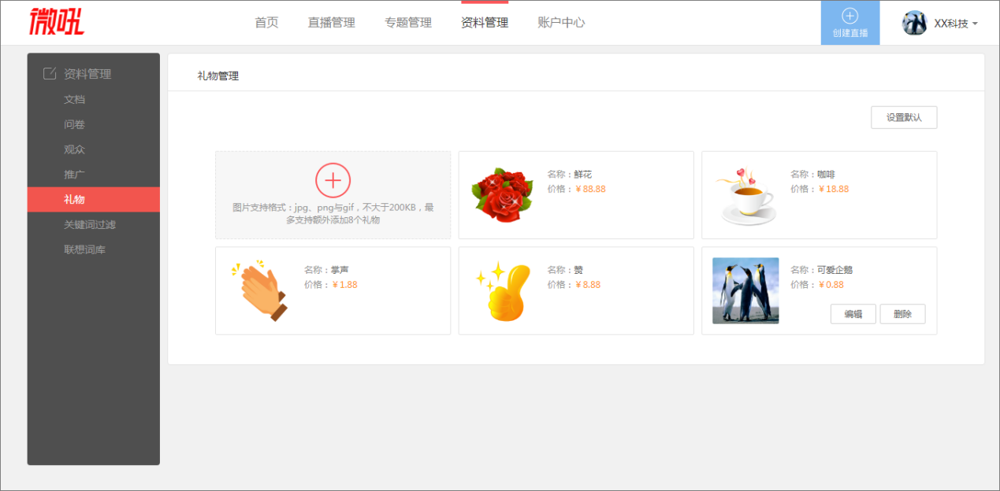 微吼
首页 直播管理 专题管理 资料管理 账户中心
创建直播
XX科技
资料管理
文档
问卷
观众
推广
礼物
关键词过滤
联想词库
礼物管理
设置默认
图片支持格式：jpg、png与gif，不大于200KB，最
多支持额外添加8个礼物
名称：鲜花
价格：￥88.88
名称：咖啡
价格：￥18.88
名称：掌声
价格：￥1.88
名称：赞
价格：￥8.88
名称：可爱企鹅
价格：￥0.88
编辑 删除